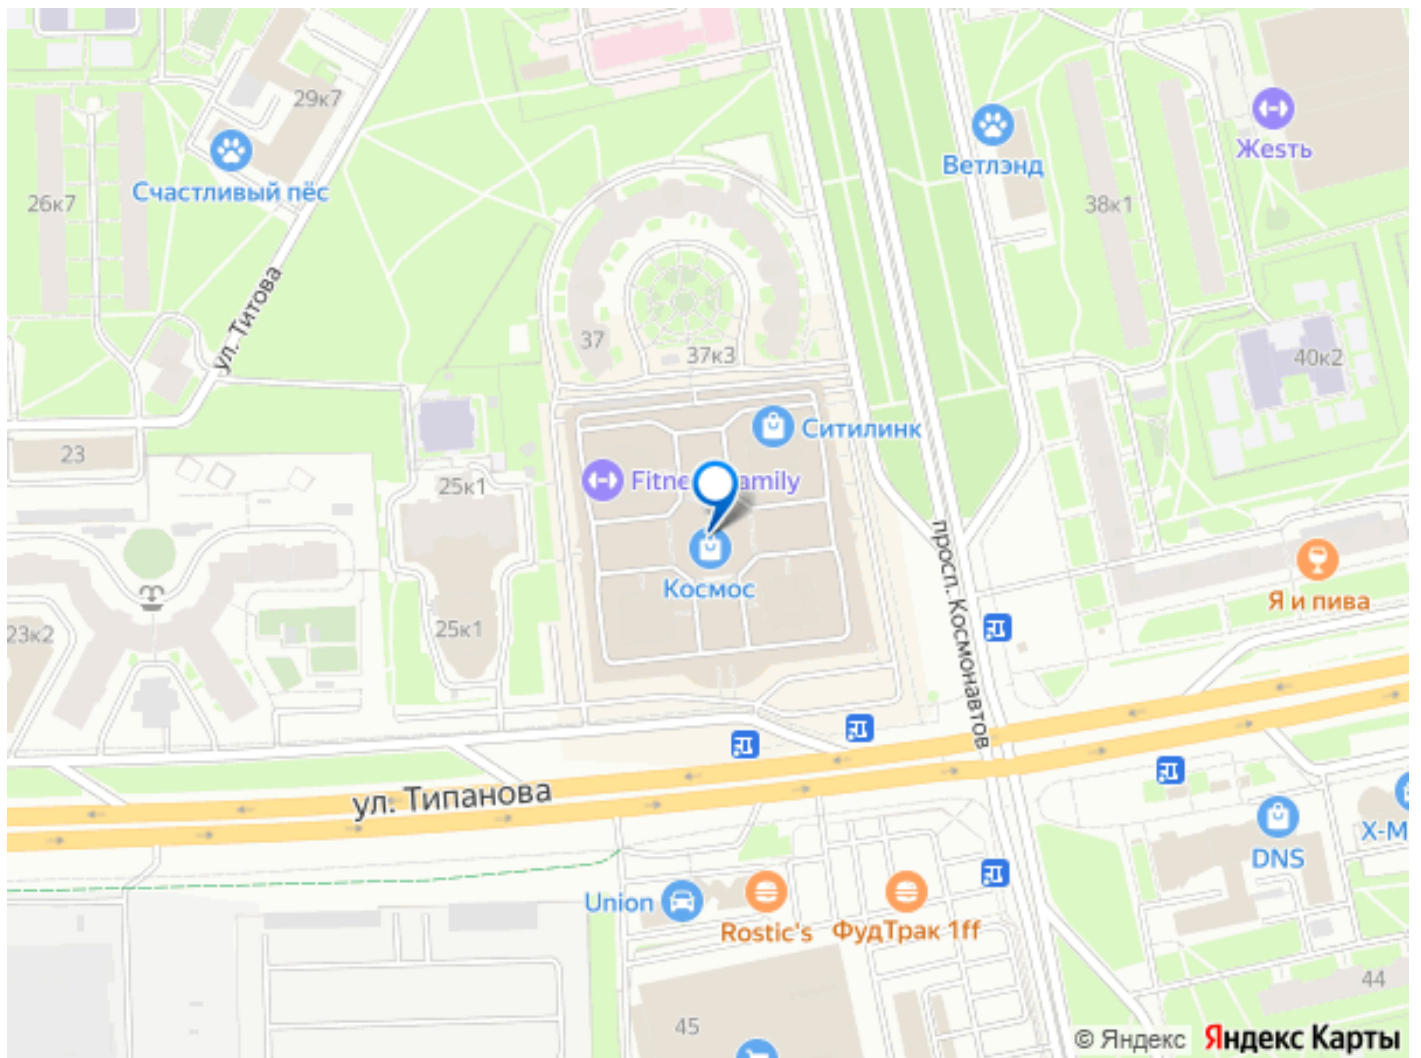 29к7
Счастливый пёс
26к7
Ветлэнд
Жеsть
38к1
ул. Титова
37
37к3
40к2
Ситилинк
23
25к1
Fitne
amily
Космос
просп. Космонавтов
Я и пива
23к2
25к1
ул. Типанова
DNS
X-M
Union
Rostic's
ФудТрак 1ff
44
45
© Яндекс
Яндекс Карты